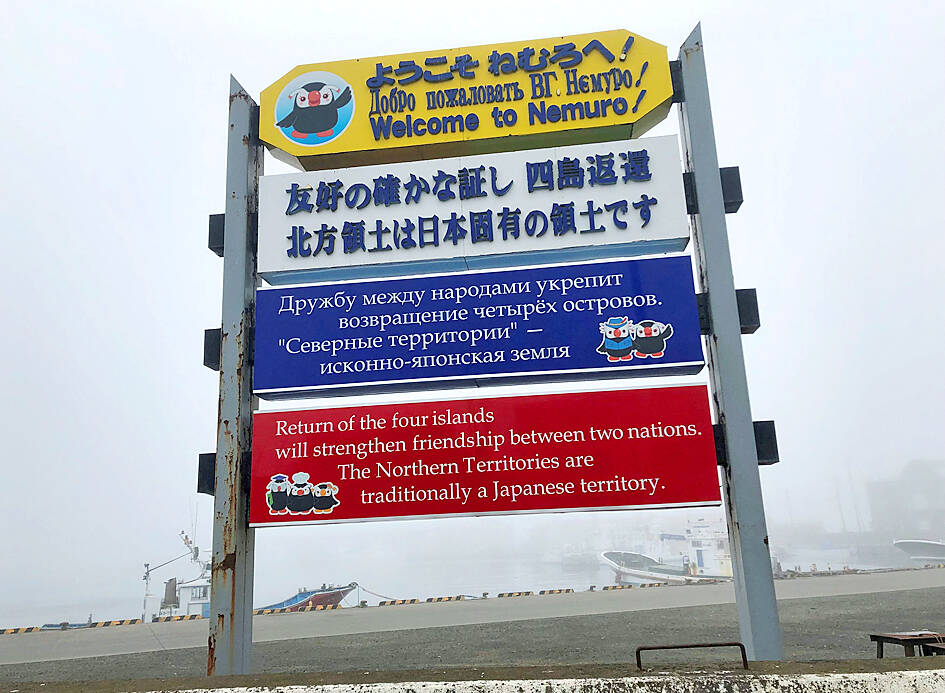 ようこそ ねむろへ!
Добро пожаловать ВГ. Нємуро!
Welcome to Nemuro!
友好の確かな証し 四島返還
北方領土は日本固有の領土です
Дружбу между народами укрепит
возвращение четырёх островов.
"Северные территории" —
исконно-японская земля
Return of the four islands
will strengthen friendship between two nations.
The Northern Territories are
traditionally a Japanese territory.